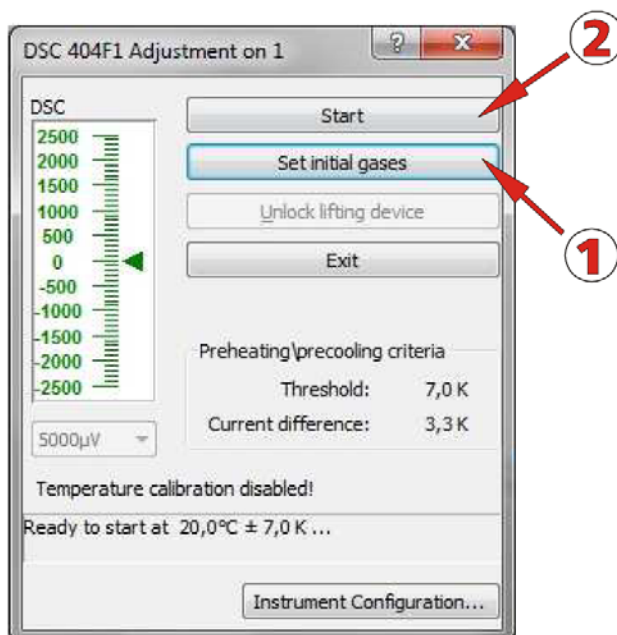 DSC 404F1 Adjustment on 1
?
x
2
DSC
2500
2000
1500
1000
500
0
-500
-1000
-1500
-2000
-2500
5000µV
Start
Set initial gases
1
Unlock lifting device
Exit
Preheating\precooling criteria
Threshold: 7,0 K
Current difference: 3,3 K
Temperature calibration disabled!
Ready to start at 20,0°C ± 7,0 K ...
Instrument Configuration...